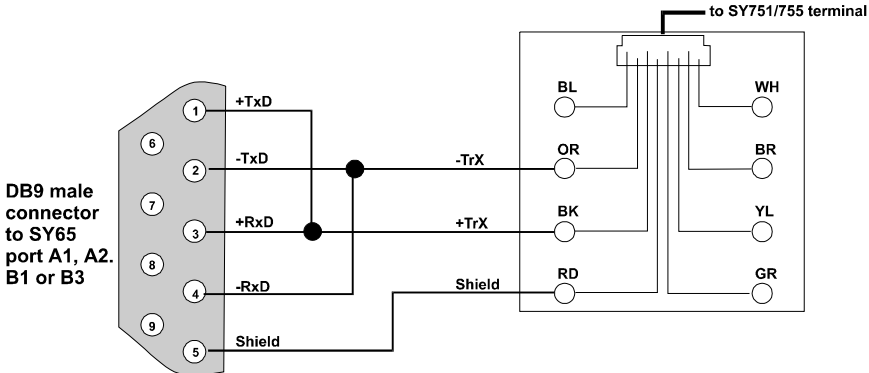 to SY751/755 terminal
BL
WH
1
+TxD
6
OR
BR
2
-TxD
-TrX
DB9 male
connector
to SY65
port A1, A2.
B1 or B3
7
BK
YL
3
+RxD
+TrX
8
RD
GR
4
-RxD
Shield
9
5
Shield